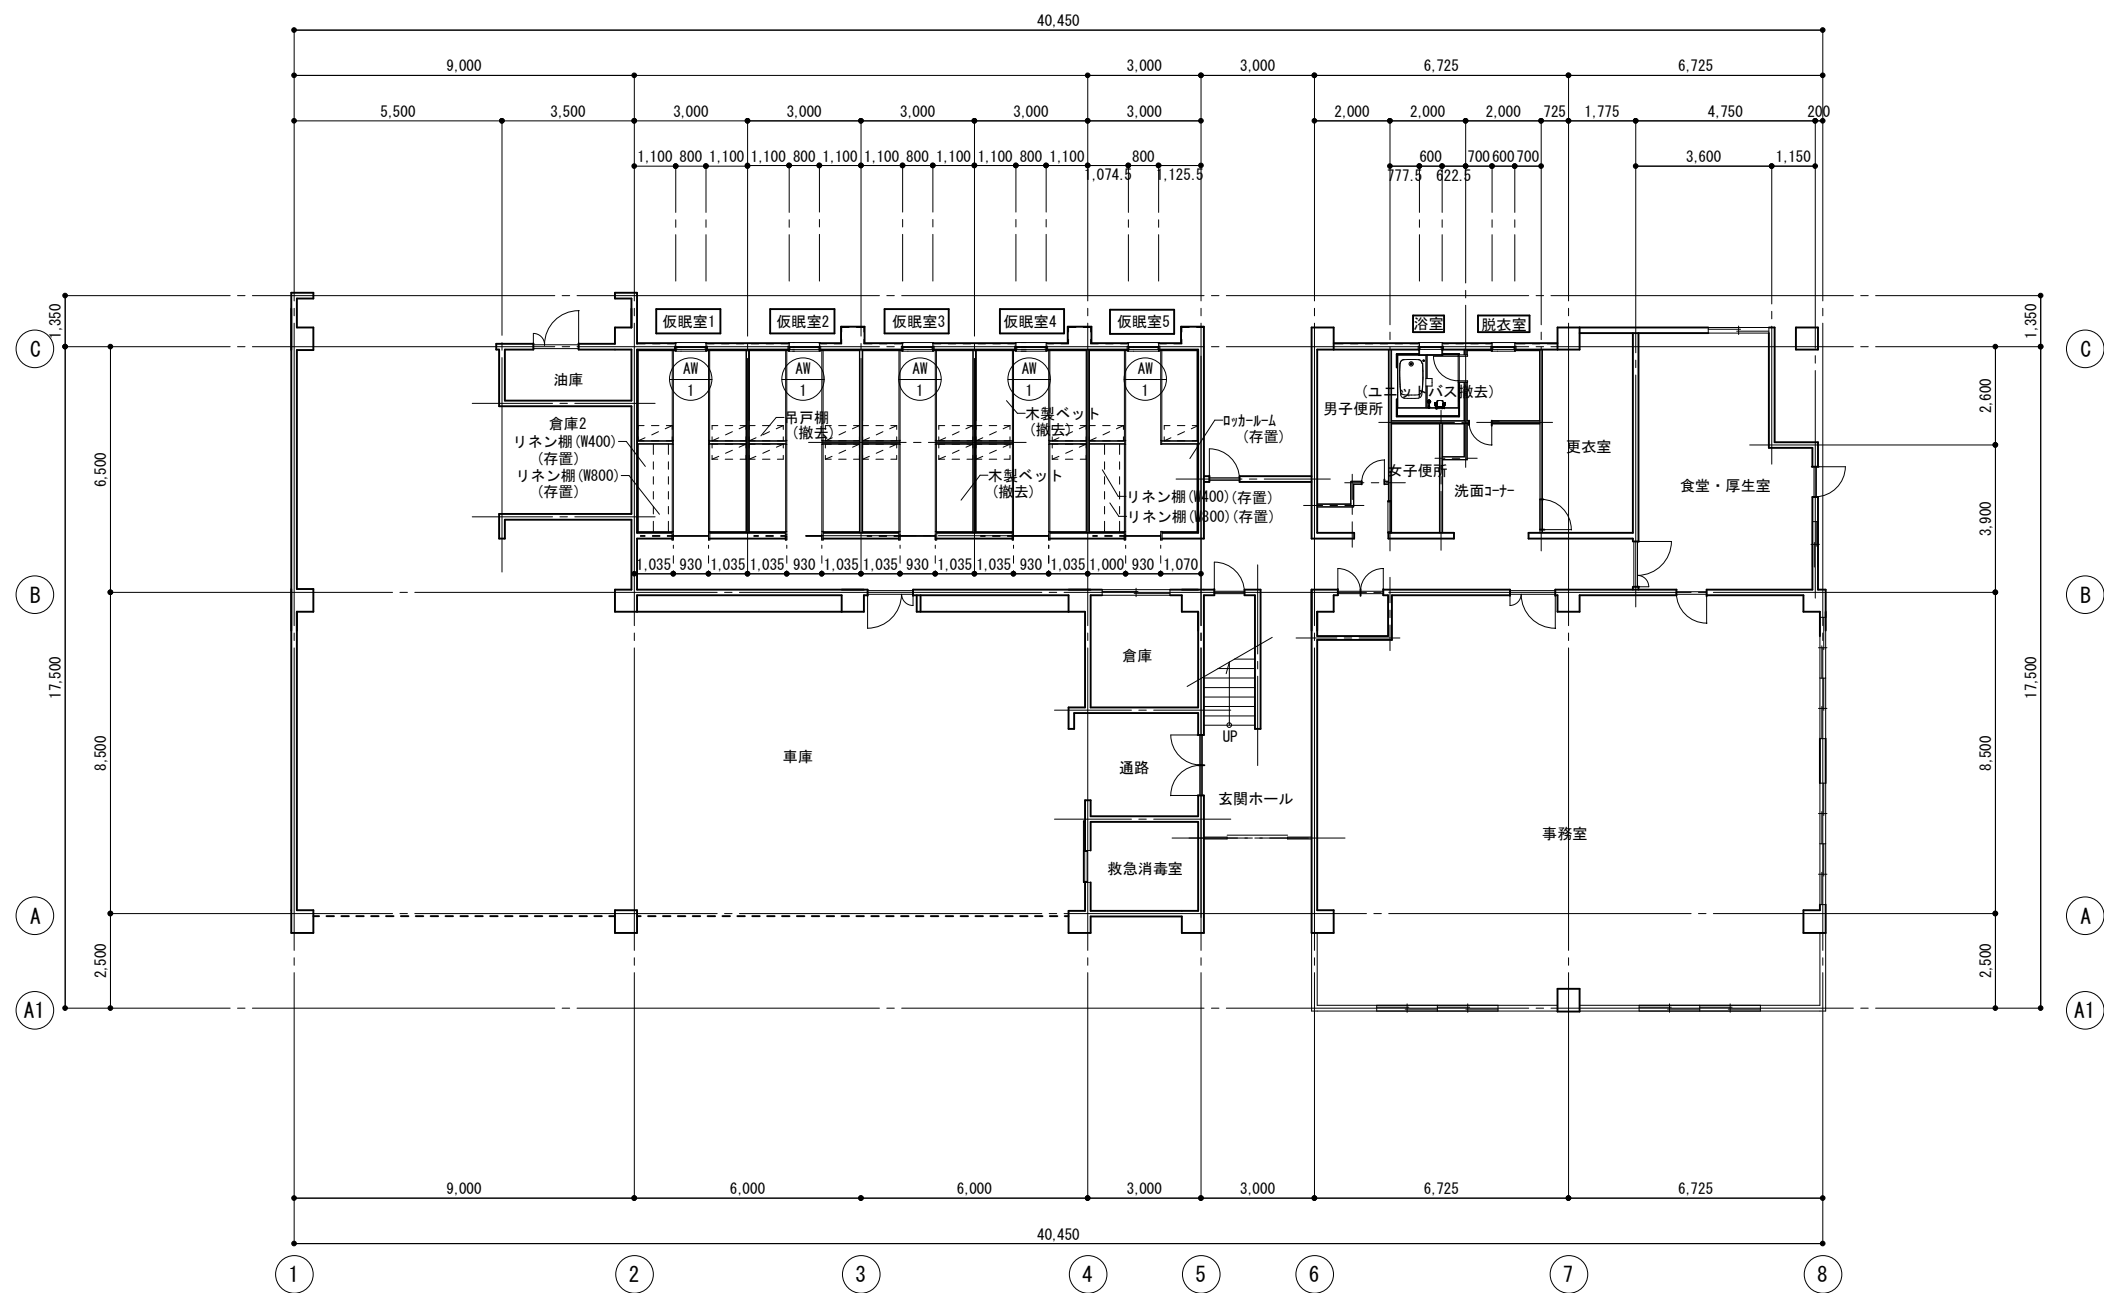 40,450
9,000
3,000
3,000
6,725
6,725
5,500
3,500
3,000
3,000
3,000
3,000
3,000
2,000
2,000
2,000
725
1,775
4,750
200
1,100
800
1,100
1,100
800
1,100
1,100
800
1,100
1,100
800
1,100
1,074.5
800
1,125.5
777.5
600
622.5
700
600
700
3,600
1,150
1,350
1,350
仮眠室1
仮眠室2
仮眠室3
仮眠室4
仮眠室5
浴室
脱衣室
C
C
AW
1
AW
1
AW
1
AW
1
AW
1
油庫
(ユニットバス撤去)
男子便所
倉庫2
リネン棚(W400)
(存置)
リネン棚(W800)
(存置)
吊戸棚
(撤去)
木製ベット
(撤去)
ロッカールーム
(存置)
木製ベット
(撤去)
リネン棚(W400)(存置)
リネン棚(W800)(存置)
女子便所
洗面コーナー
更衣室
食堂・厚生室
6,500
2,600
3,900
1,035
930
1,035
1,035
930
1,035
1,035
930
1,035
1,035
930
1,035
1,000
930
1,070
B
B
17,500
17,500
倉庫
UP
8,500
8,500
車庫
通路
玄関ホール
事務室
救急消毒室
A
A
2,500
2,500
A1
A1
9,000
6,000
6,000
3,000
3,000
6,725
6,725
40,450
1
2
3
4
5
6
7
8